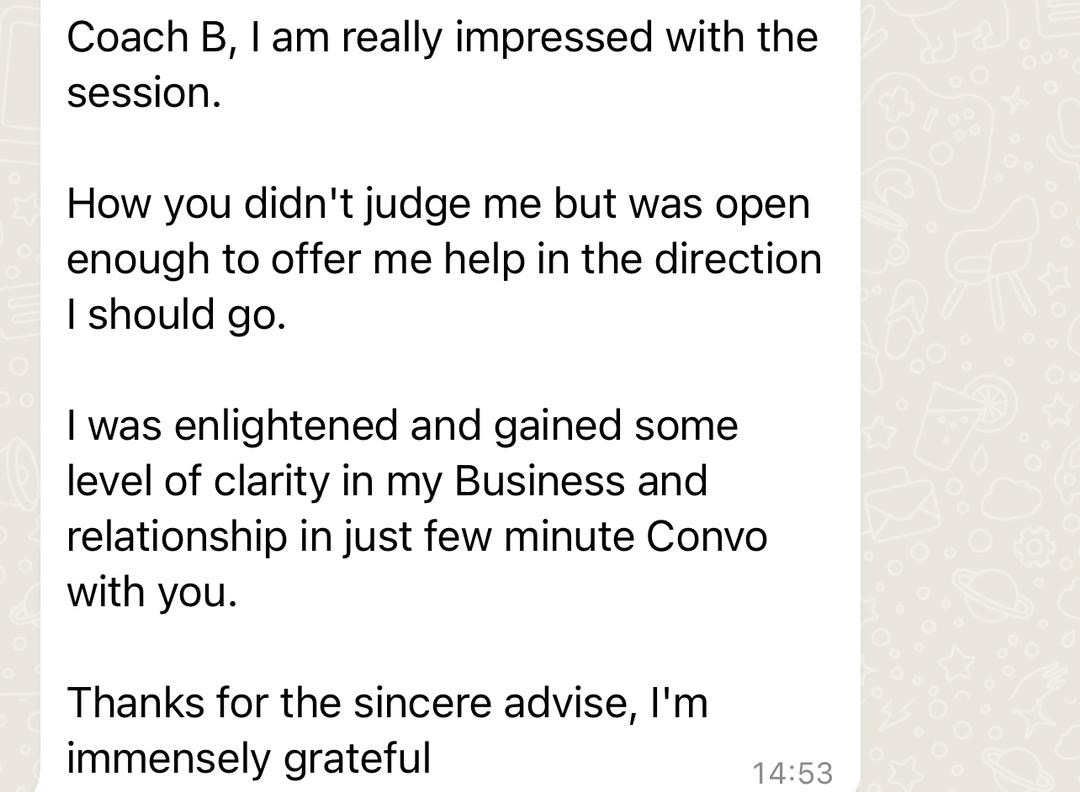 Coach B, I am really impressed with the
session.
How you didn't judge me but was open
enough to offer me help in the direction
I should go.
I was enlightened and gained some
level of clarity in my Business and
relationship in just few minute Convo
with you.
Thanks for the sincere advise, I'm
immensely grateful
14:53